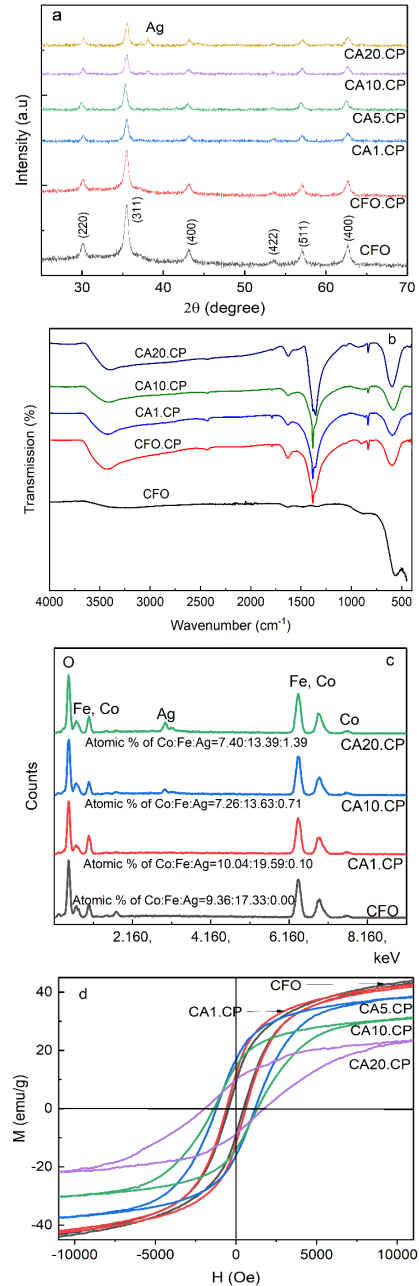 a
Ag
CA20.CP
CA10.CP
CA5.CP
CA1.CP
CFO.CP
CFO
(220)
(311)
(400)
(422)
(511)
(400)
Intensity (a.u)
30 40 50 60 70
2θ (degree)
b
CA20.CP
CA10.CP
CA1.CP
CFO.CP
CFO
Transmission (%)
4000 3500 3000 2500 2000 1500 1000 500
Wavenumber (cm-1)
c
O
Fe, Co
Ag
Fe, Co
Co
CA20.CP
Atomic % of Co:Fe:Ag=7.40:13.39:1.39
CA10.CP
Atomic % of Co:Fe:Ag=7.26:13.63:0.71
CA1.CP
Atomic % of Co:Fe:Ag=10.04:19.59:0.10
CFO
Atomic % of Co:Fe:Ag=9.36:17.33:0.00
Counts
2.160, 4.160, 6.160, 8.160,
keV
d
CFO
CA1.CP
CA5.CP
CA10.CP
CA20.CP
M (emu/g)
40
20
0
-20
-40
-10000 -5000 0 5000 10000
H (Oe)